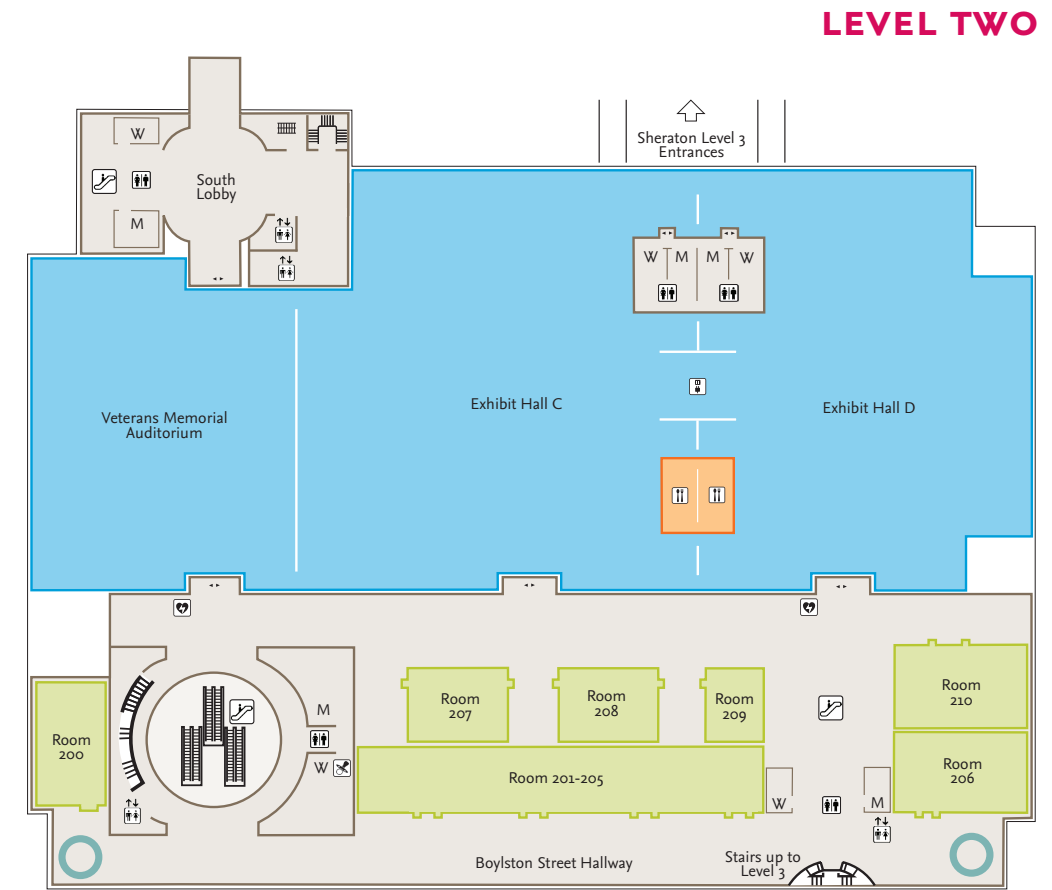 LEVEL TWO
Sheraton Level 3
Entrances
W
South
Lobby
M
W M M W
Exhibit Hall C
Exhibit Hall D
Veterans Memorial
Auditorium
Room
207
Room
208
Room
209
Room
210
M
Room
200
W
Room 201-205
Room
206
W
M
Boylston Street Hallway
Stairs up to
Level 3